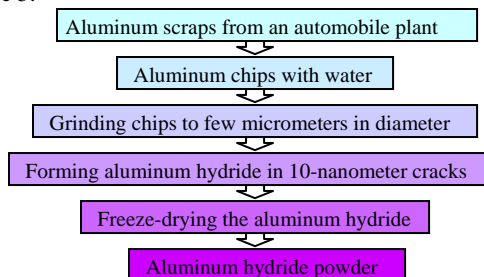 Aluminum scraps from an automobile plant
Aluminum chips with water
Grinding chips to few micrometers in diameter
Forming aluminum hydride in 10-nanometer cracks
Freeze-drying the aluminum hydride
Aluminum hydride powder